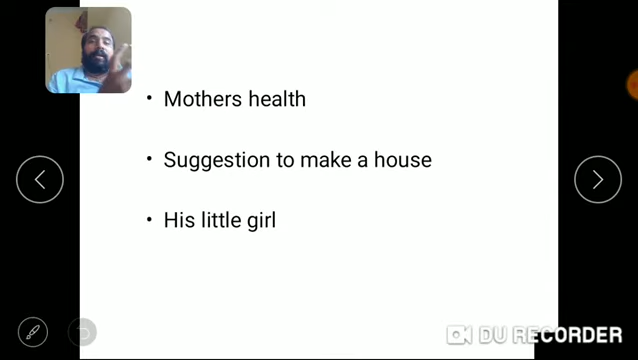 • Mothers health
• Suggestion to make a house
• His little girl
DU RECORDER